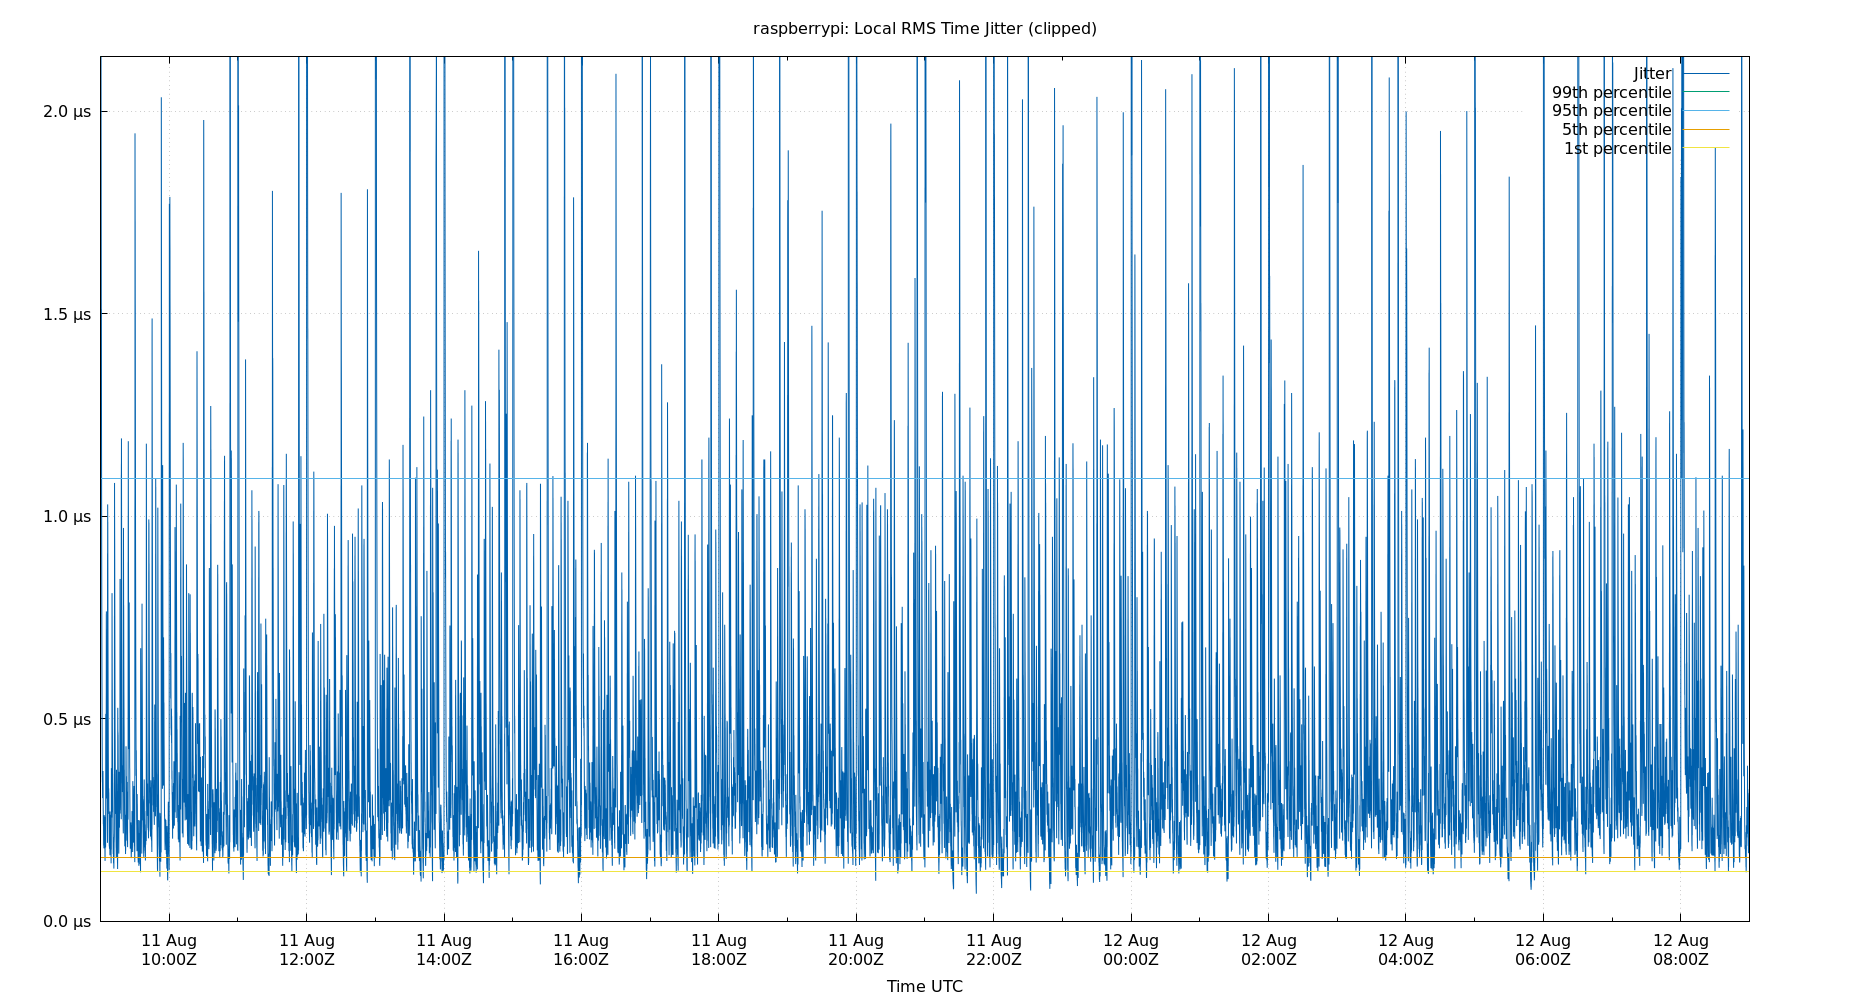 raspberrypi: Local RMS Time Jitter (clipped)
Jitter
99th percentile
95th percentile
5th percentile
1st percentile
2.0 µs
1.5 µs
1.0 µs
0.5 µs
0.0 µs
11 Aug 11 Aug 11 Aug 11 Aug 11 Aug 11 Aug 11 Aug 12 Aug 12 Aug 12 Aug 12 Aug 12 Aug
10:00Z 12:00Z 14:00Z 16:00Z 18:00Z 20:00Z 22:00Z 00:00Z 02:00Z 04:00Z 06:00Z 08:00Z
Time UTC